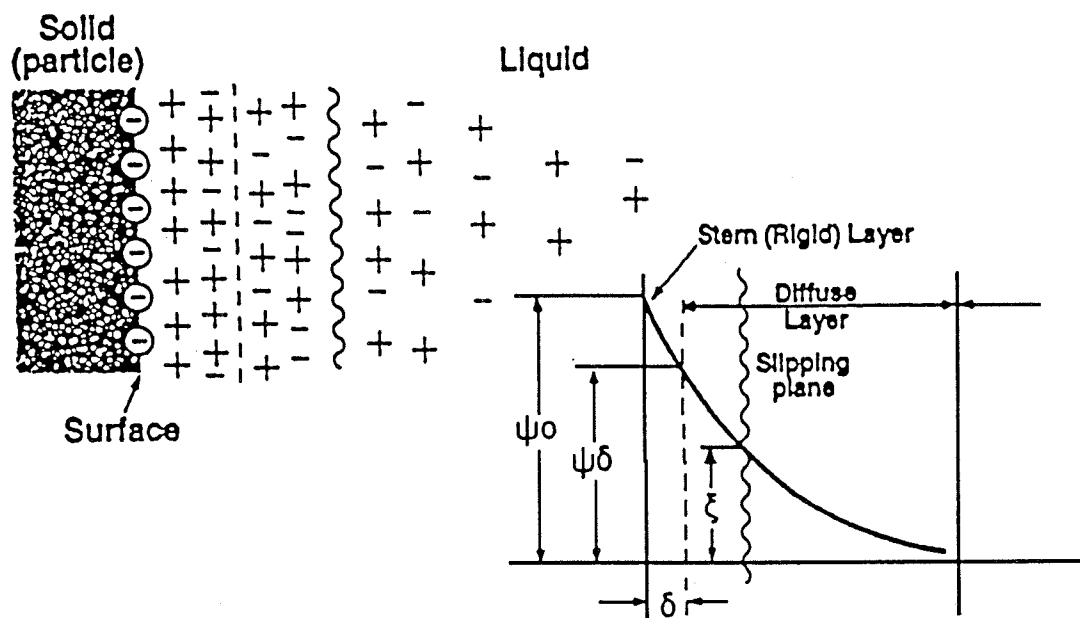 Solid
(particle)
Liquid
Surface
Stern (Rigid) Layer
Diffuse
Layer
Slipping
plane
ψo
ψδ
ξ
δ